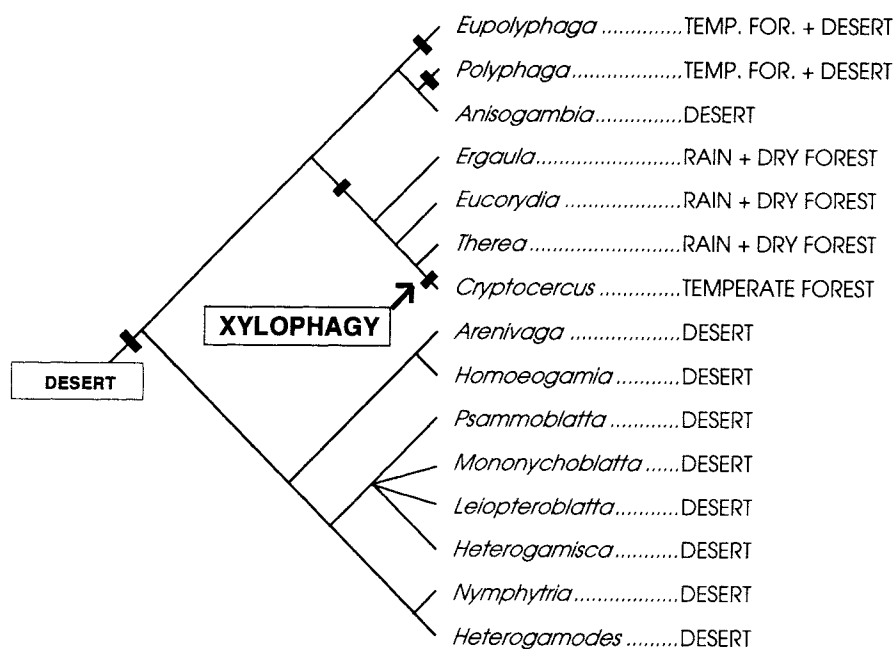 Eupolyphaga..............TEMP. FOR. + DESERT
Polyphaga.................TEMP. FOR. + DESERT
Anisogambia...............DESERT
Ergaula.....................RAIN + DRY FOREST
Eucorydia ..................RAIN + DRY FOREST
Therea......................RAIN + DRY FOREST
Cryptocercus ..............TEMPERATE FOREST
XYLOPHAGY
Arenivaga ..................DESERT
DESERT
Homoeogamia............DESERT
Psammoblatta.............DESERT
Mononychoblatta ......DESERT
Leiopteroblatta...........DESERT
Heterogamisca............DESERT
Nymphytria...................DESERT
Heterogamodes...........DESERT